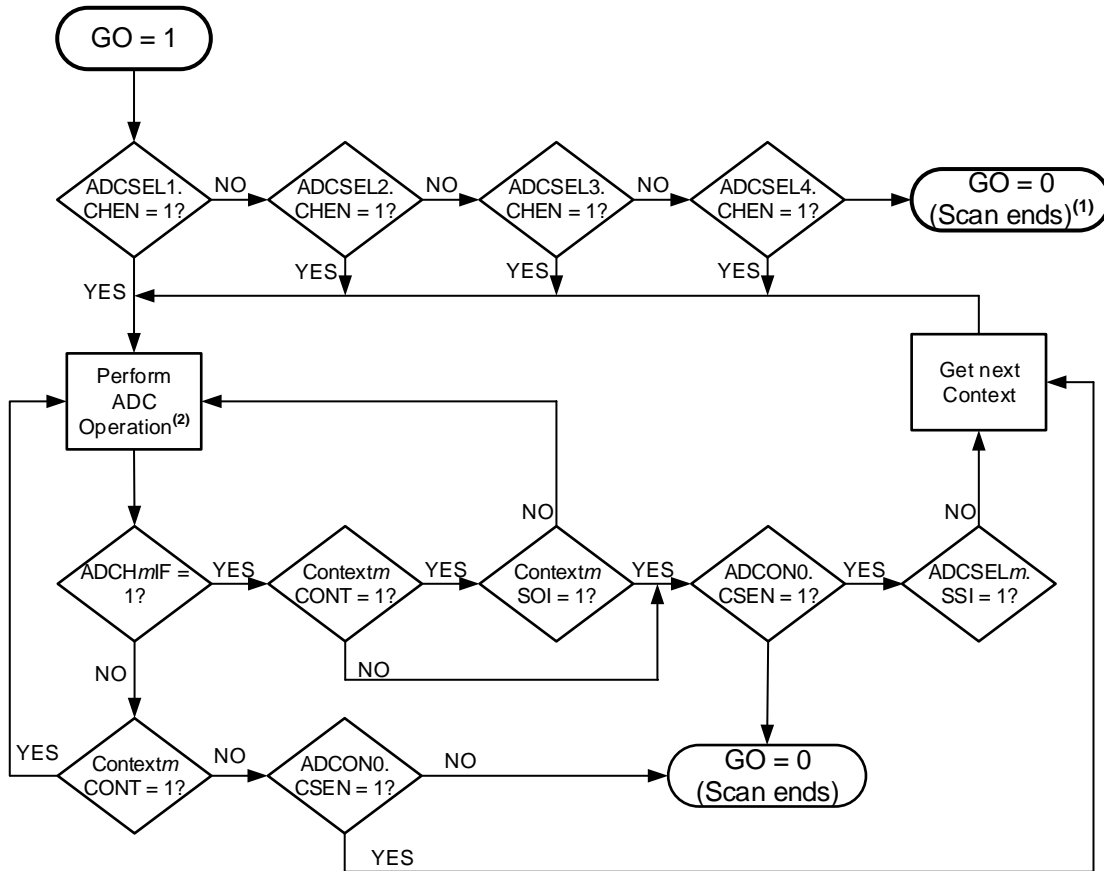 GO = 1
ADCSEL1.
CHEN = 1?
NO
ADCSEL2.
CHEN = 1?
NO
ADCSEL3.
CHEN = 1?
NO
ADCSEL4.
CHEN = 1?
GO = 0
(Scan ends)(1)
YES
YES
YES
YES
Perform
ADC
Operation(2)
Get next
Context
NO
NO
ADCHmIF =
1?
YES
Contextm
CONT = 1?
YES
Contextm
SOI = 1?
YES
ADCON0.
CSEN = 1?
YES
ADCSELm.
SSI = 1?
NO
NO
YES
Contextm
CONT = 1?
NO
ADCON0.
CSEN = 1?
NO
GO = 0
(Scan ends)
YES